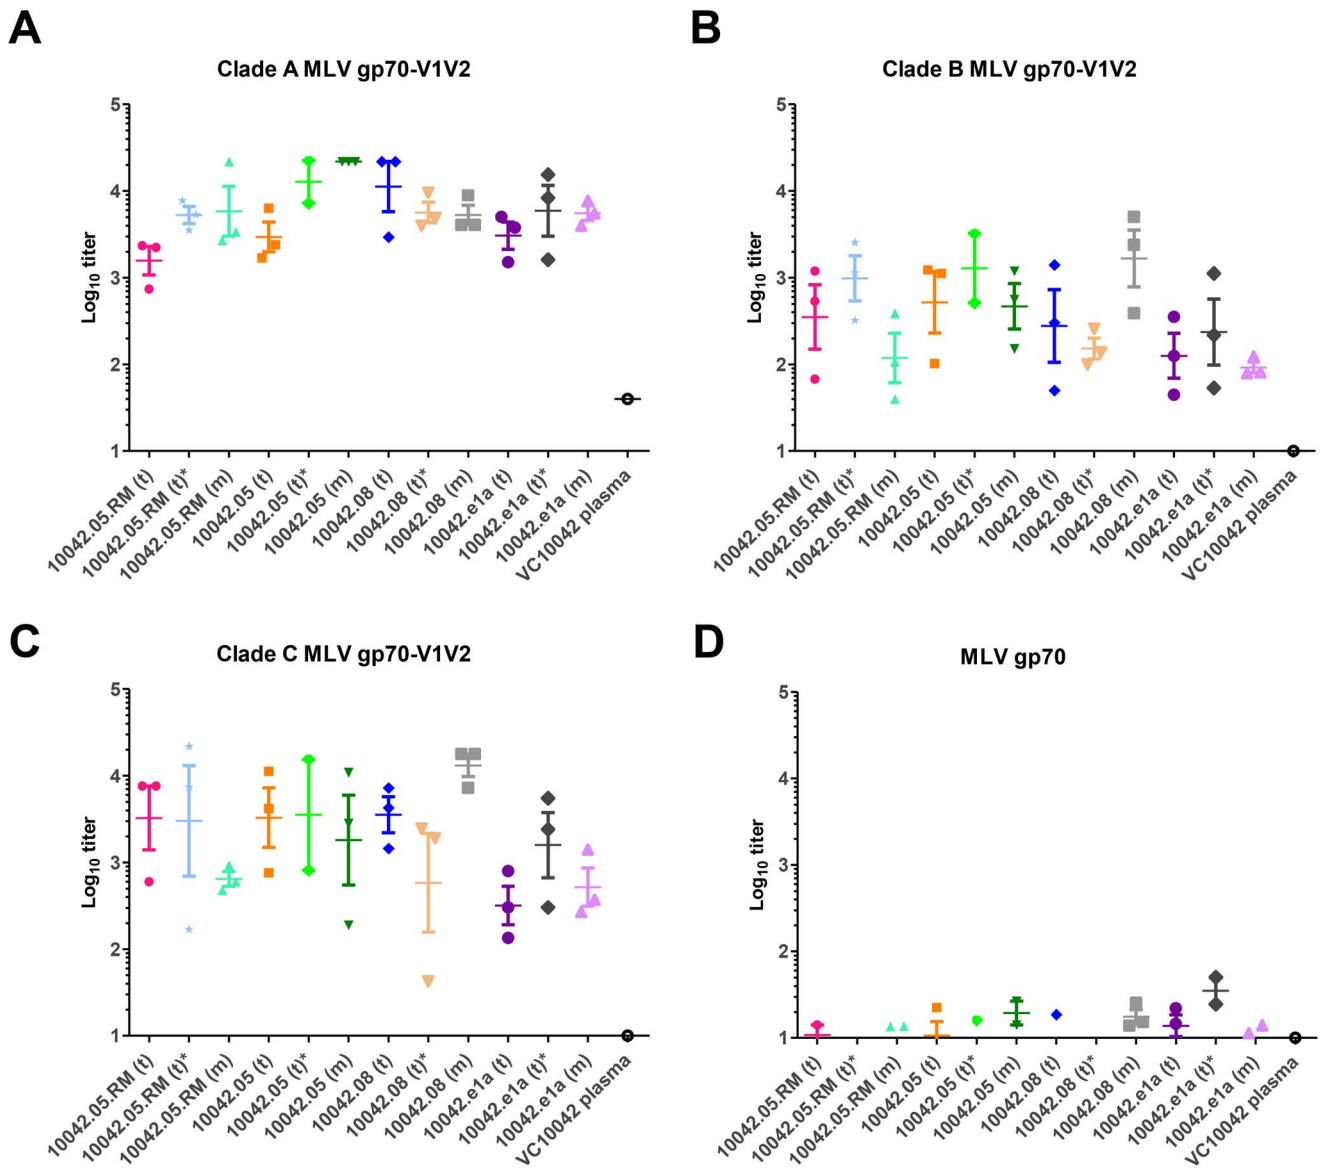 A
Clade A MLV gp70-V1V2
Log10 titer
5
4
3
2
1
10042.05.RM (t)
10042.05.RM (t)*
10042.05.RM (m)
10042.05 (t)
10042.05 (t)*
10042.05 (m)
10042.08 (t)
10042.08 (t)*
10042.08 (m)
10042.e1a (t)
10042.e1a (t)*
10042.e1a (m)
VC10042 plasma
B
Clade B MLV gp70-V1V2
Log10 titer
5
4
3
2
1
10042.05.RM (t)
10042.05.RM (t)*
10042.05.RM (m)
10042.05 (t)
10042.05 (t)*
10042.05 (m)
10042.08 (t)
10042.08 (t)*
10042.08 (m)
10042.e1a (t)
10042.e1a (t)*
10042.e1a (m)
VC10042 plasma
C
Clade C MLV gp70-V1V2
Log10 titer
5
4
3
2
1
10042.05.RM (t)
10042.05.RM (t)*
10042.05.RM (m)
10042.05 (t)
10042.05 (t)*
10042.05 (m)
10042.08 (t)
10042.08 (t)*
10042.08 (m)
10042.e1a (t)
10042.e1a (t)*
10042.e1a (m)
VC10042 plasma
D
MLV gp70
Log10 titer
5
4
3
2
1
10042.05.RM (t)
10042.05.RM (t)*
10042.05.RM (m)
10042.05 (t)
10042.05 (t)*
10042.05 (m)
10042.08 (t)
10042.08 (t)*
10042.08 (m)
10042.e1a (t)
10042.e1a (t)*
10042.e1a (m)
VC10042 plasma